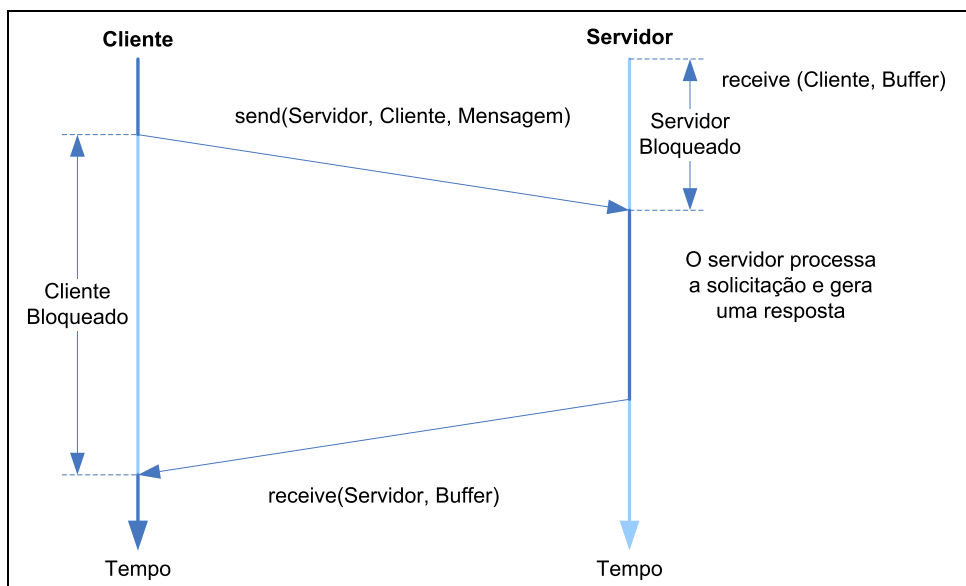 Cliente
Servidor
receive (Cliente, Buffer)
send(Servidor, Cliente, Mensagem)
Servidor
Bloqueado
O servidor processa
a solicitação e gera
uma resposta
Cliente
Bloqueado
receive(Servidor, Buffer)
Tempo
Tempo